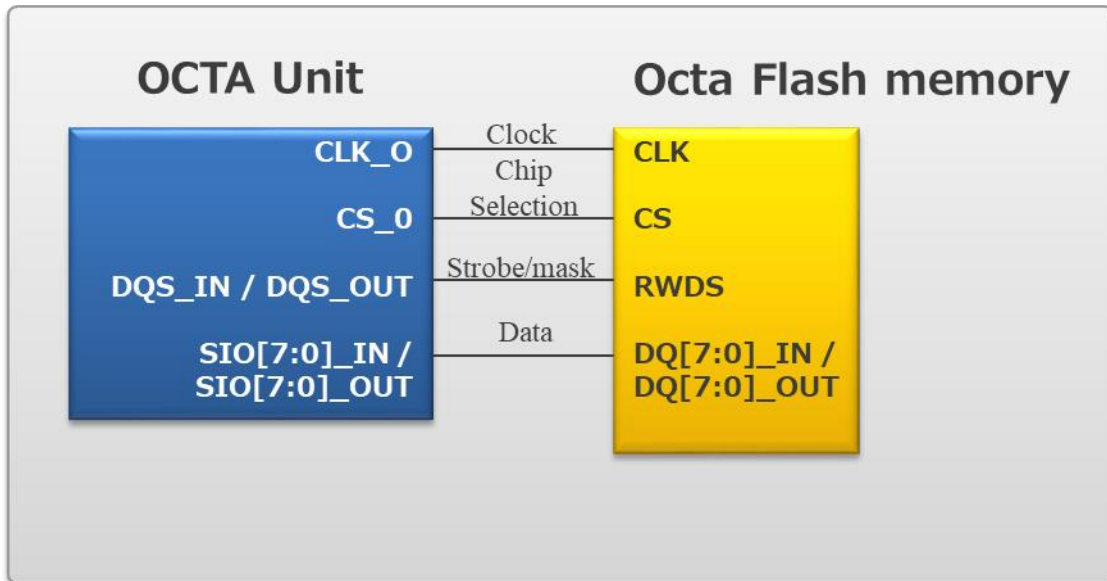 OCTA Unit
Octa Flash memory
CLK_O
Clock
CLK
Chip
Selection
CS_0
CS
DQS_IN / DQS_OUT
Strobe/mask
RWDS
SIO[7:0]_IN /
SIO[7:0]_OUT
Data
DQ[7:0]_IN /
DQ[7:0]_OUT